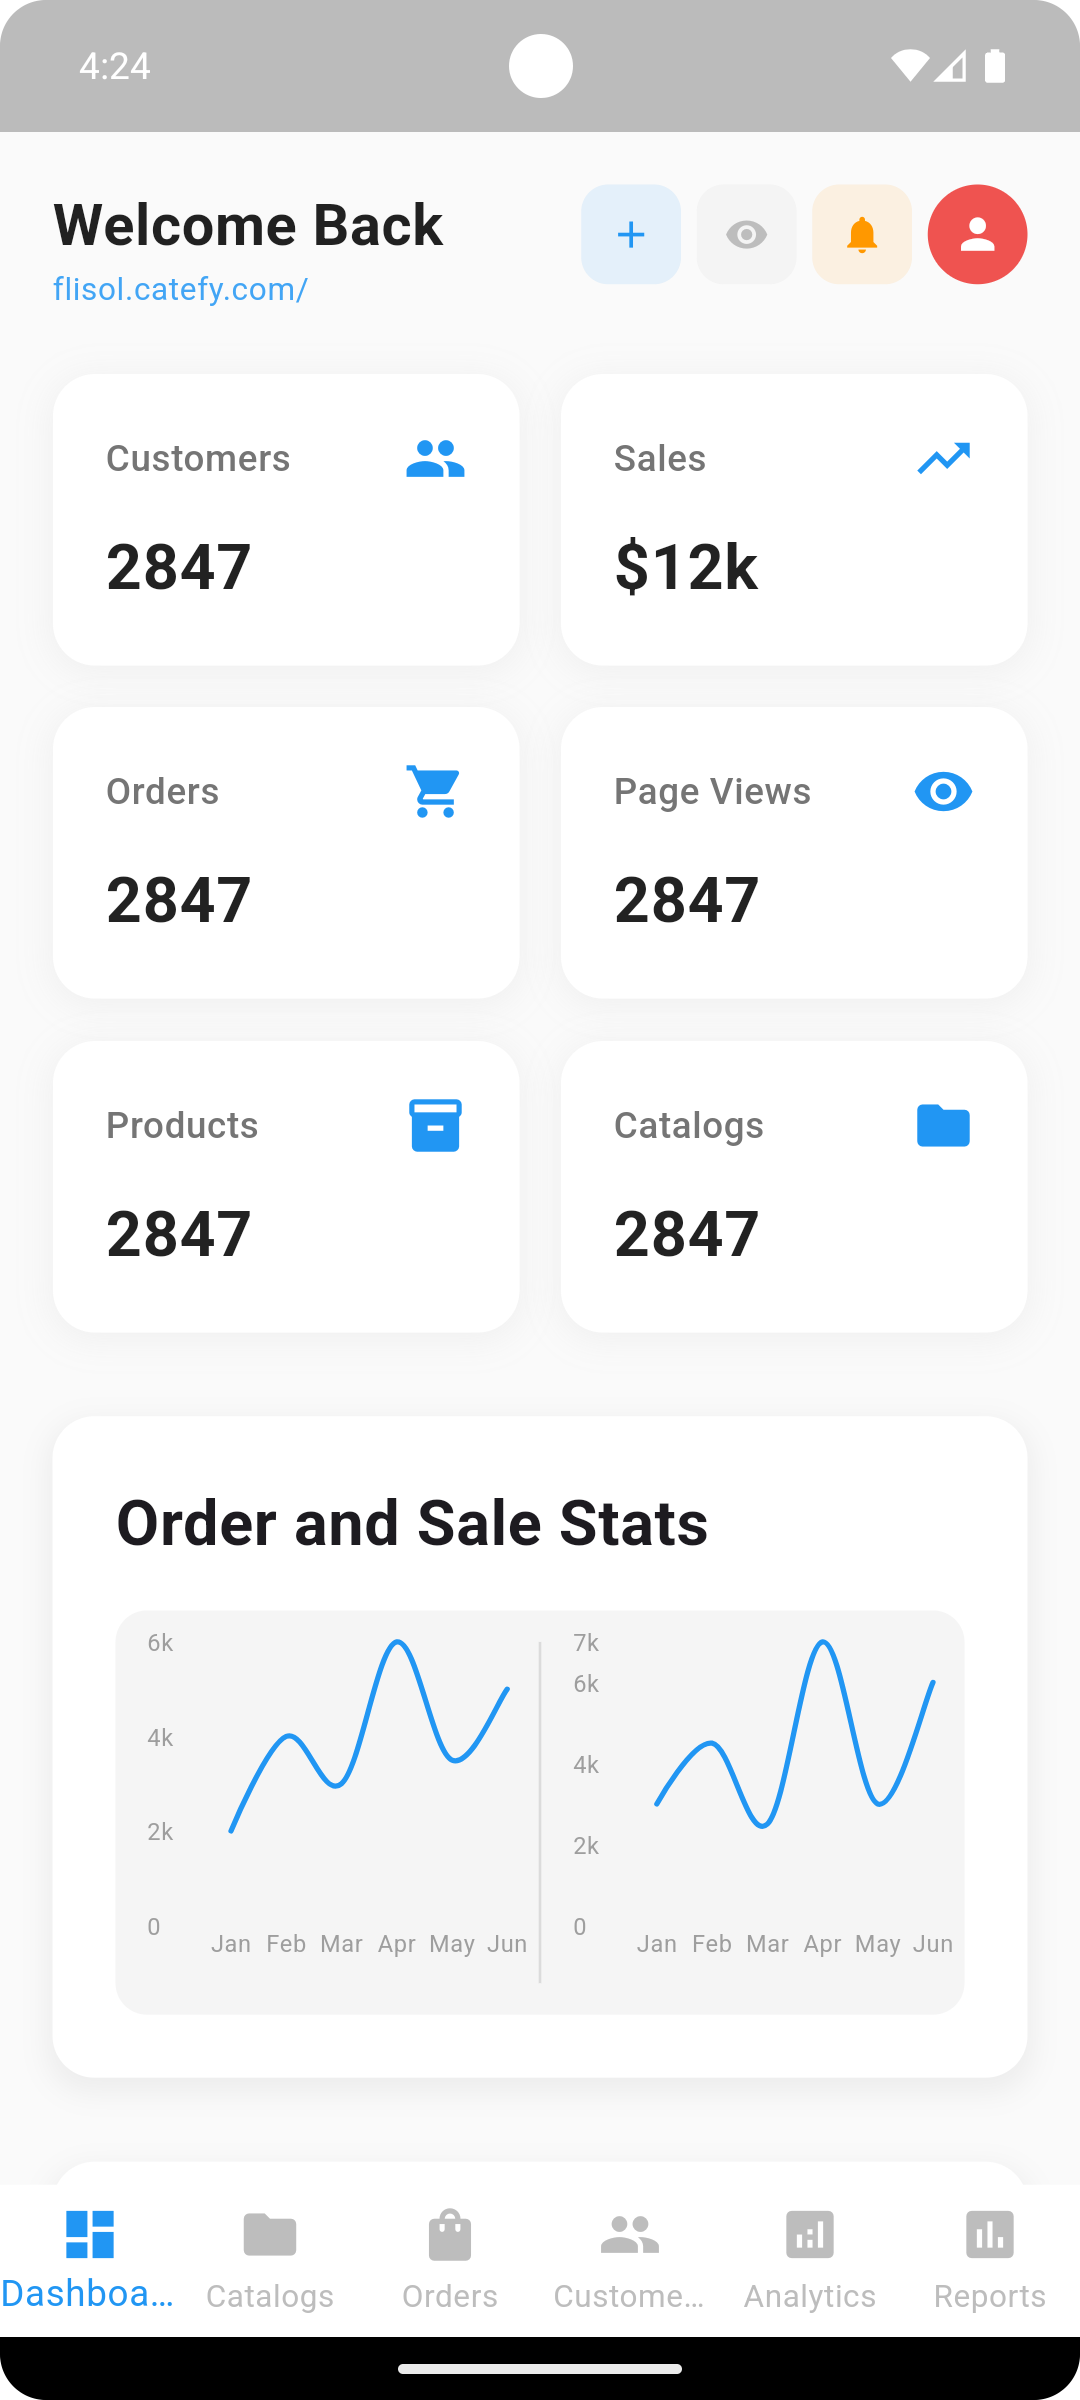 4:24
Welcome Back
flisol.catefy.com/
Customers
2847
Sales
$12k
Orders
2847
Page Views
2847
Products
2847
Catalogs
2847
Order and Sale Stats
6k
4k
2k
0
Jan Feb Mar Apr May Jun
7k
6k
4k
2k
0
Jan Feb Mar Apr May Jun
Dashboa…
Catalogs
Orders
Custome…
Analytics
Reports